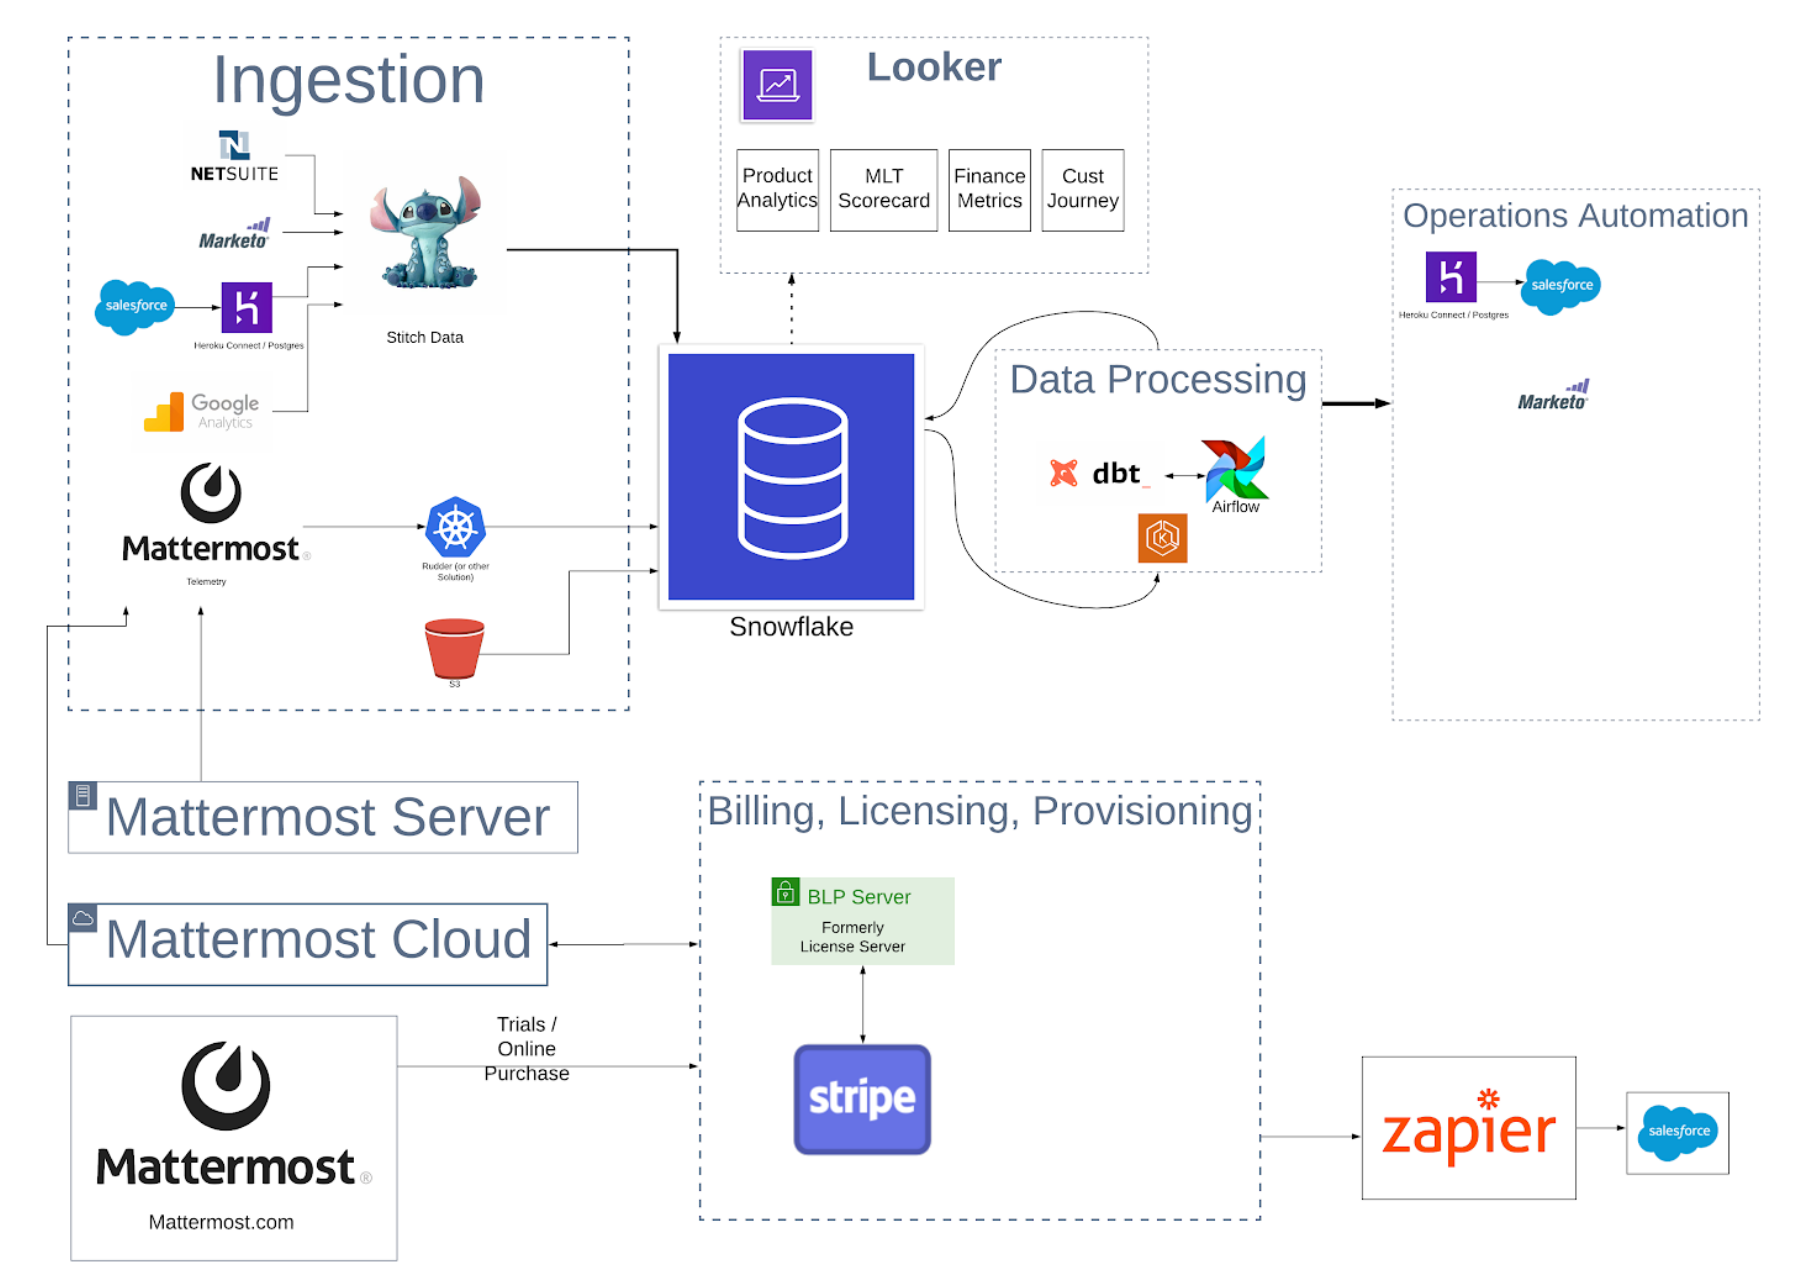 Ingestion
NETSUITE
Marketo
salesforce
Heroku Connect / Postgres
Google
Analytics
Stitch Data
Mattermost®
Telemetry
Rudder (or other
Solution)
S3
Looker
Product
Analytics
MLT
Scorecard
Finance
Metrics
Cust
Journey
Snowflake
Data Processing
dbt_
Airflow
K
Operations Automation
Heroku Connect / Postgres
salesforce
Marketo
Mattermost Server
Mattermost Cloud
Mattermost®
Mattermost.com
Trials /
Online
Purchase
Billing, Licensing, Provisioning
BLP Server
Formerly
License Server
stripe
zapier
salesforce